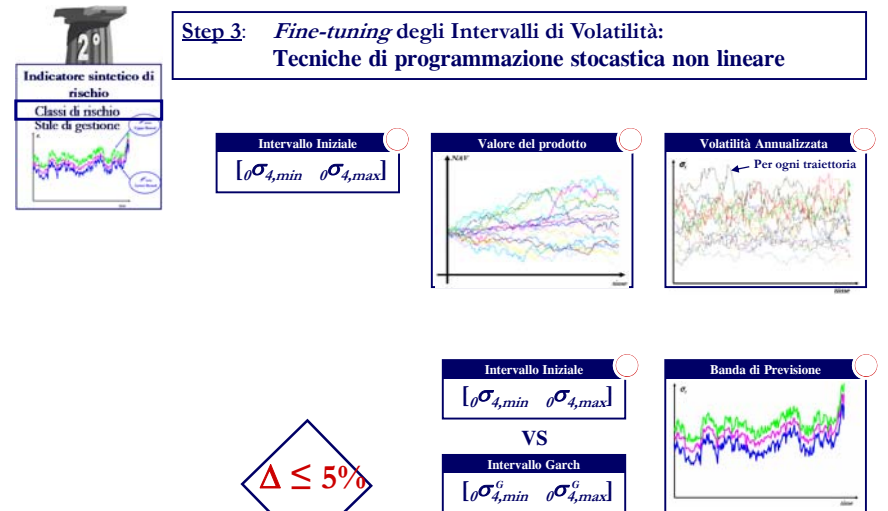 Step 3: Fine-tuning degli Intervalli di Volatilità:
Tecniche di programmazione stocastica non lineare
2°
Indicatore sintetico di
rischio
Classi di rischio
Stile di gestione
Intervallo Iniziale
[₀σ₄,min ₀σ₄,max]
Valore del prodotto
NAV
time
Volatilità Annualizzata
σₜ
Per ogni traiettoria
time
Intervallo Iniziale
[₀σ₄,min ₀σ₄,max]
VS
Intervallo Garch
[₀σᴳ₄,min ₀σᴳ₄,max]
Banda di Previsione
σₜ
time
Δ ≤ 5%